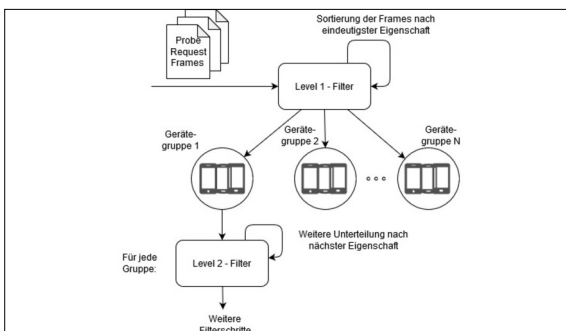 Sortierung der Frames nach
eindeutigster Eigenschaft
Probe
Request
Frames
Level 1 - Filter
Geräte-
gruppe 1
Geräte-
gruppe 2
Geräte-
gruppe N
Weitere Unterteilung nach
nächster Eigenschaft
Für jede
Gruppe:
Level 2 - Filter
Weitere
Filterschritte